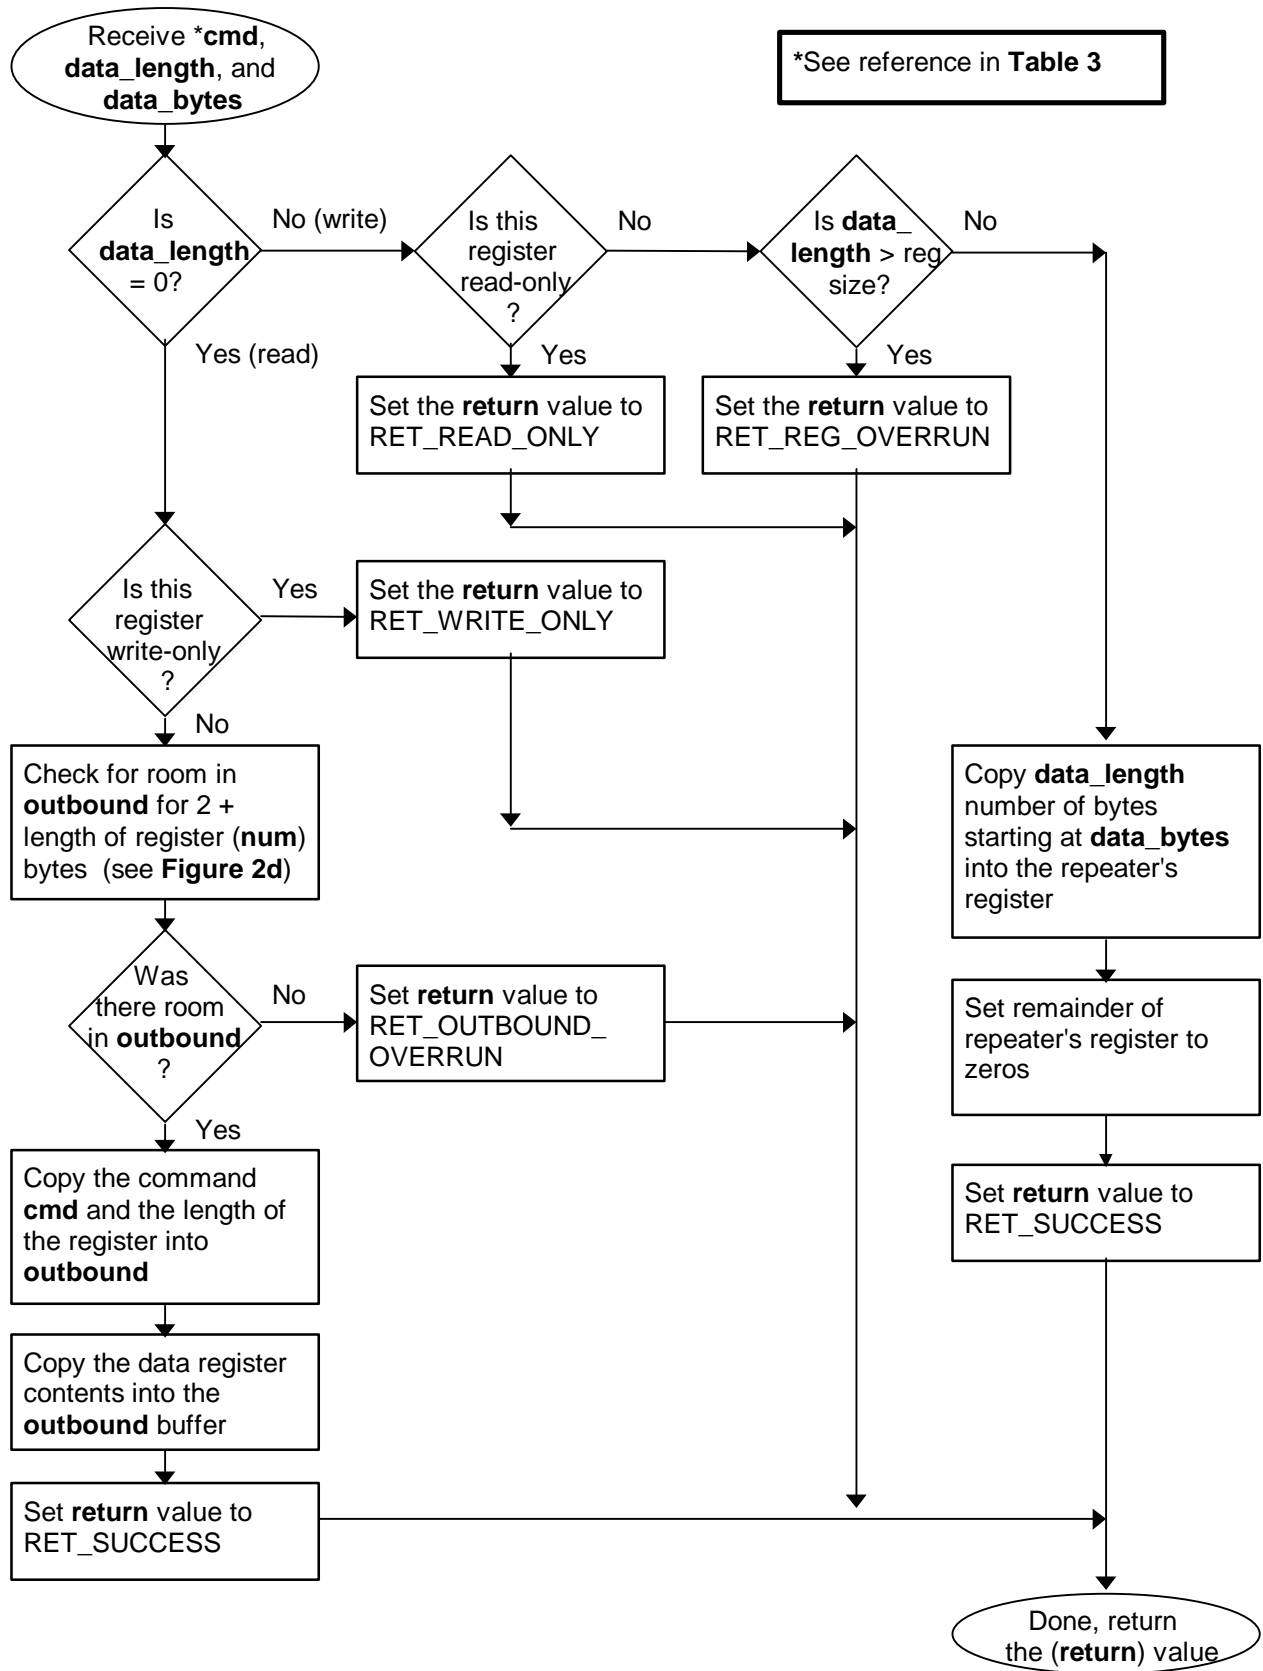 Receive *cmd,
data_length, and
data_bytes
*See reference in Table 3
Is
data_length
= 0?
No (write)
Is this
register
read-only
?
No
Is data_
length > reg
size?
No
Yes (read)
Yes
Yes
Set the return value to
RET_READ_ONLY
Set the return value to
RET_REG_OVERRUN
Is this
register
write-only
?
Yes
Set the return value to
RET_WRITE_ONLY
No
Check for room in
outbound for 2 +
length of register (num)
bytes (see Figure 2d)
Copy data_length
number of bytes
starting at data_bytes
into the repeater's
register
Was
there room
in outbound
?
No
Set return value to
RET_OUTBOUND_
OVERRUN
Set remainder of
repeater's register to
zeros
Yes
Copy the command
cmd and the length of
the register into
outbound
Set return value to
RET_SUCCESS
Copy the data register
contents into the
outbound buffer
Set return value to
RET_SUCCESS
Done, return
the (return) value